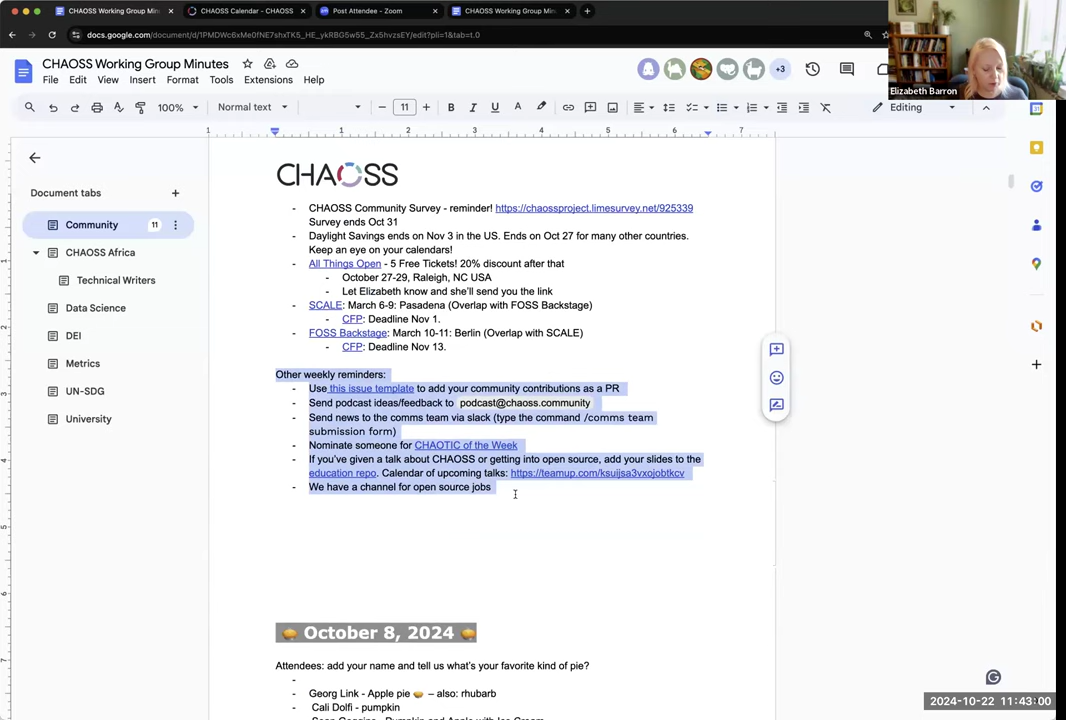 CHAOSS Working Group Minu
CHAOSS Calendar - CHAOSS
Post Attendee - Zoom
CHAOSS Working Group Min
docs.google.com/document/d/1PMDWc6xMe0fNE7shxTK5_HE_ykRBG5w55_Zx5hvzsEY/edit?pli=1&tab=t.0
Elizabeth Barron
CHAOSS Working Group Minutes
File Edit View Insert Format Tools Extensions Help
+3
100% Normal text 11 B I U A Editing
1 1 2 3 4 5 6 7
Document tabs
Community 11
CHAOSS Africa
Technical Writers
Data Science
DEI
Metrics
UN-SDG
University
CHAOSS
- CHAOSS Community Survey - reminder! https://chaossproject.limesurvey.net/925339
Survey ends Oct 31
- Daylight Savings ends on Nov 3 in the US. Ends on Oct 27 for many other countries.
Keep an eye on your calendars!
- All Things Open - 5 Free Tickets! 20% discount after that
- October 27-29, Raleigh, NC USA
- Let Elizabeth know and she'll send you the link
- SCALE: March 6-9: Pasadena (Overlap with FOSS Backstage)
- CFP: Deadline Nov 1.
- FOSS Backstage: March 10-11: Berlin (Overlap with SCALE)
- CFP: Deadline Nov 13.
Other weekly reminders:
- Use this issue template to add your community contributions as a PR
- Send podcast ideas/feedback to podcast@chaoss.community
- Send news to the comms team via slack (type the command /comms team
submission form)
- Nominate someone for CHAOTIC of the Week
- If you've given a talk about CHAOSS or getting into open source, add your slides to the
education repo. Calendar of upcoming talks: https://teamup.com/ksuijsa3vxojobtkcv
- We have a channel for open source jobs
🥧 October 8, 2024 🥧
Attendees: add your name and tell us what's your favorite kind of pie?
-
- Georg Link - Apple pie 🥧 – also: rhubarb
- Cali Dolfi - pumpkin
2024-10-22 11:43:00